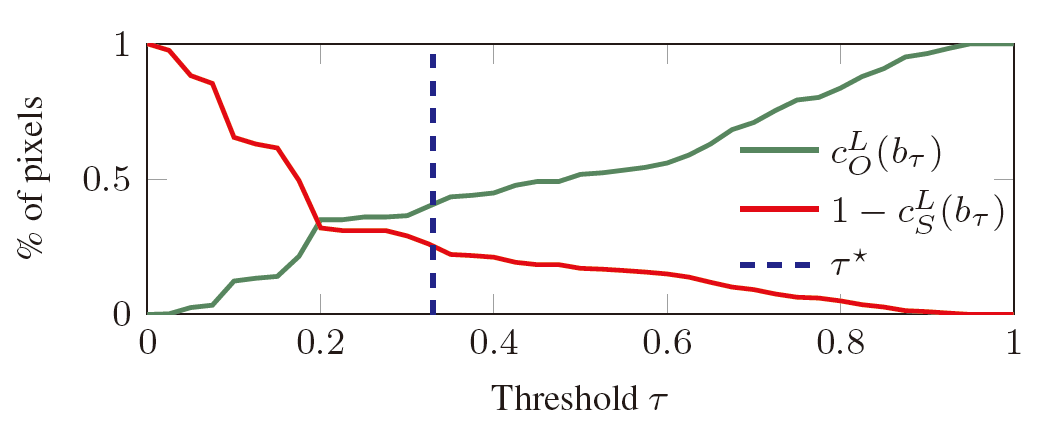 1
0.5
0
% of pixels
0 0.2 0.4 0.6 0.8 1
Threshold τ
c_O^L(b_τ)
1 − c_S^L(b_τ)
τ⋆